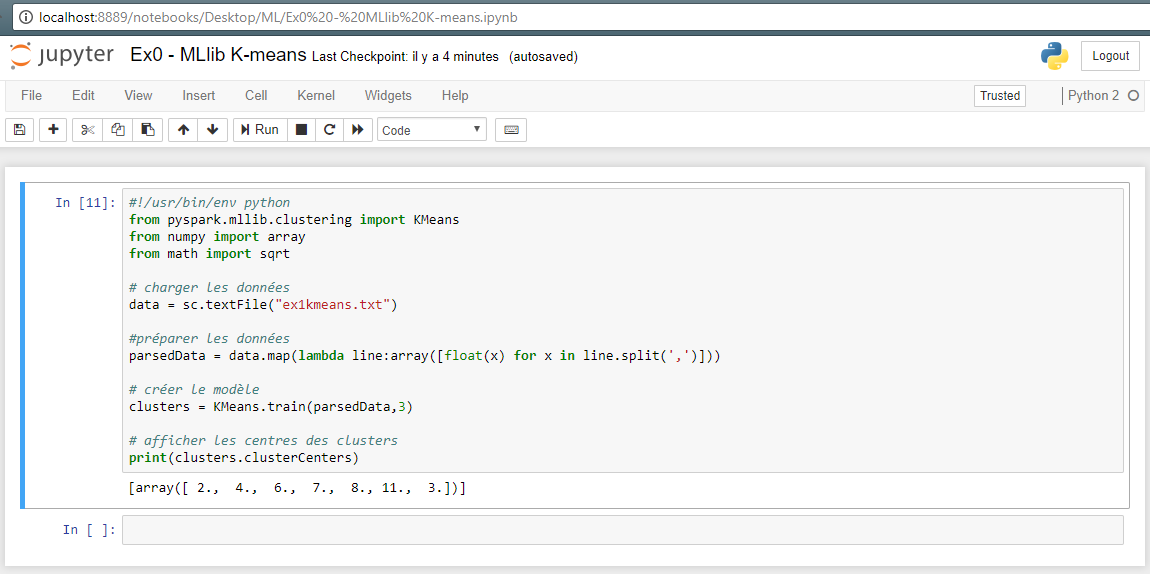 localhost:8889/notebooks/Desktop/ML/Ex0%20-%20MLlib%20K-means.ipynb
jupyter Ex0 - MLlib K-means Last Checkpoint: il y a 4 minutes (autosaved) Logout
File Edit View Insert Cell Kernel Widgets Help Trusted Python 2
Run Code
In [11]: #!/usr/bin/env python
from pyspark.mllib.clustering import KMeans
from numpy import array
from math import sqrt
# charger les données
data = sc.textFile("ex1kmeans.txt")
#préparer les données
parsedData = data.map(lambda line:array([float(x) for x in line.split(',')]))
# créer le modèle
clusters = KMeans.train(parsedData,3)
# afficher les centres des clusters
print(clusters.clusterCenters)
[array([ 2., 4., 6., 7., 8., 11., 3.])]
In [ ]: